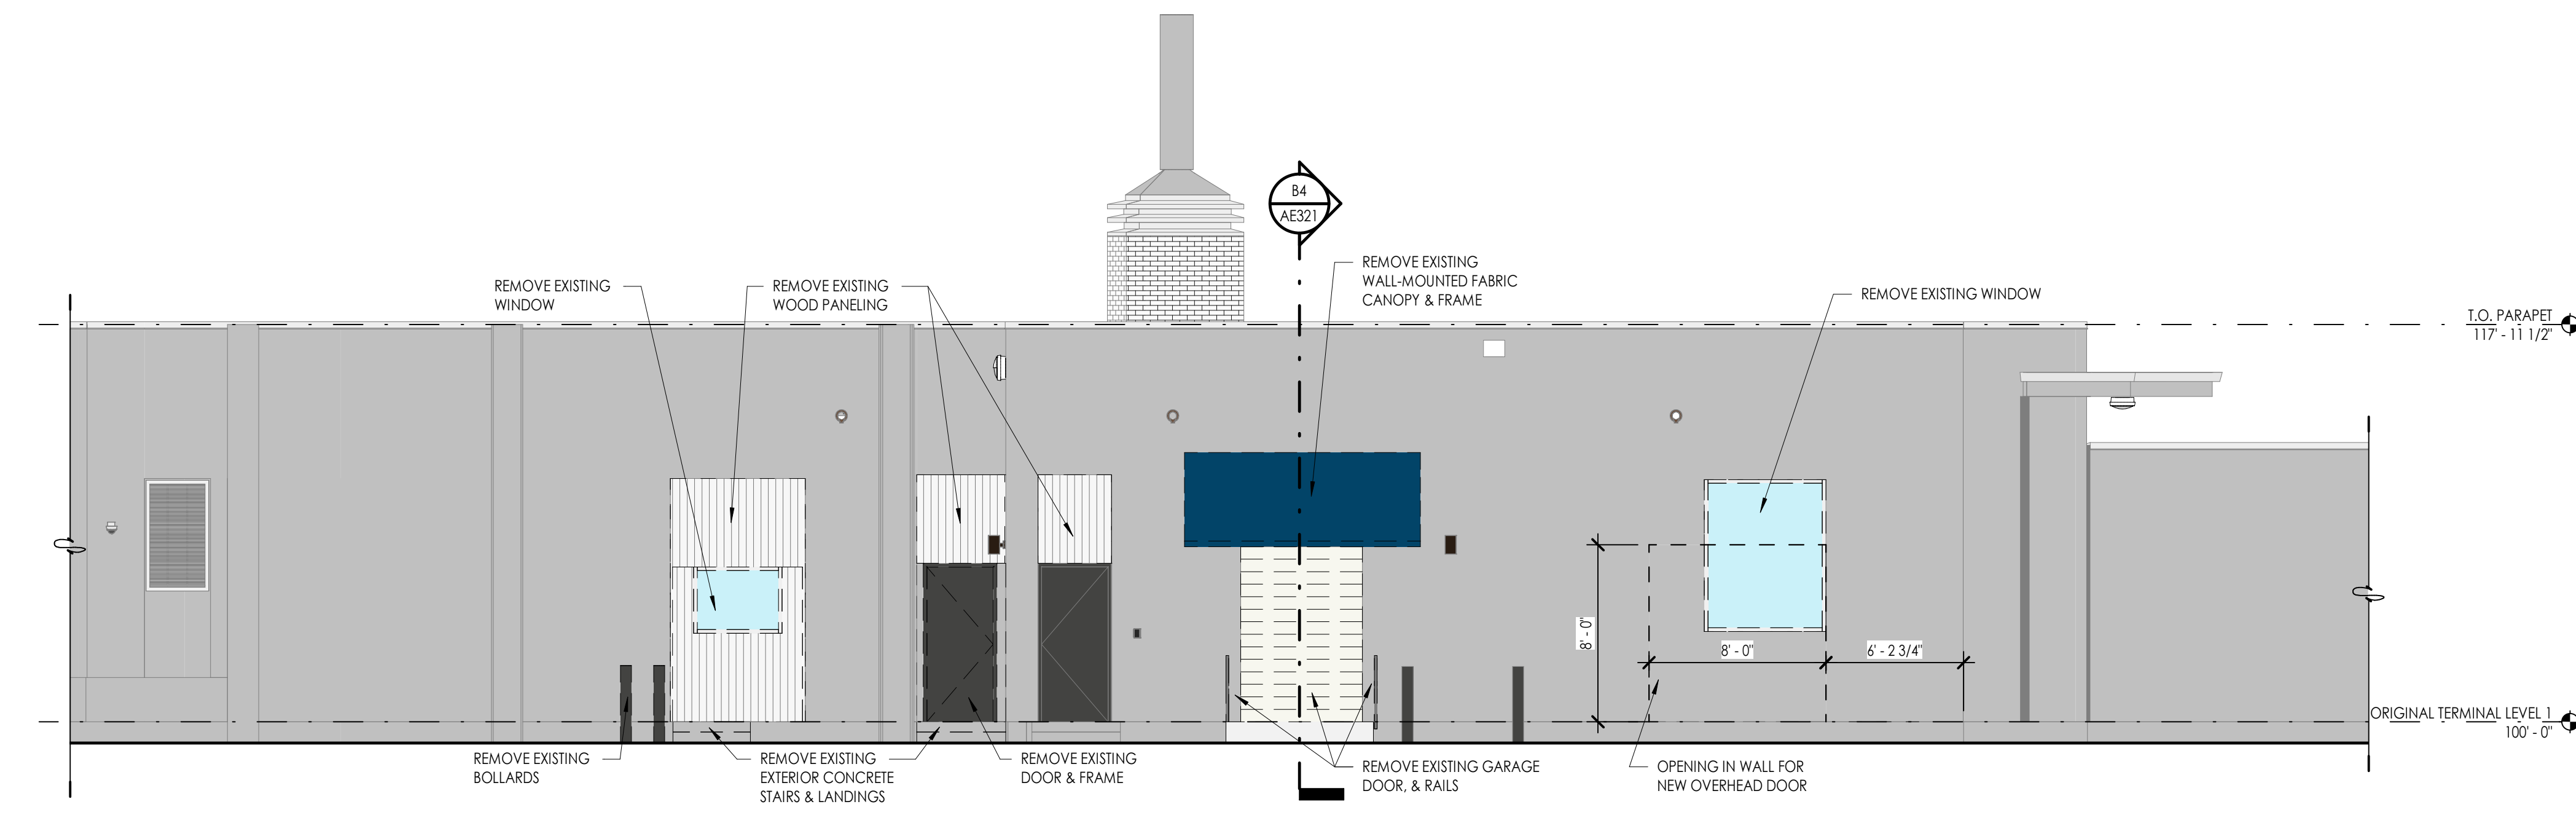 B4
AE321
REMOVE EXISTING
WINDOW
REMOVE EXISTING
WOOD PANELING
REMOVE EXISTING
WALL-MOUNTED FABRIC
CANOPY & FRAME
REMOVE EXISTING WINDOW
T.O. PARAPET
117' - 11 1/2"
8' - 0"
8' - 0"
6' - 2 3/4"
ORIGINAL TERMINAL LEVEL 1
100' - 0"
REMOVE EXISTING
BOLLARDS
REMOVE EXISTING
EXTERIOR CONCRETE
STAIRS & LANDINGS
REMOVE EXISTING
DOOR & FRAME
REMOVE EXISTING GARAGE
DOOR, & RAILS
OPENING IN WALL FOR
NEW OVERHEAD DOOR